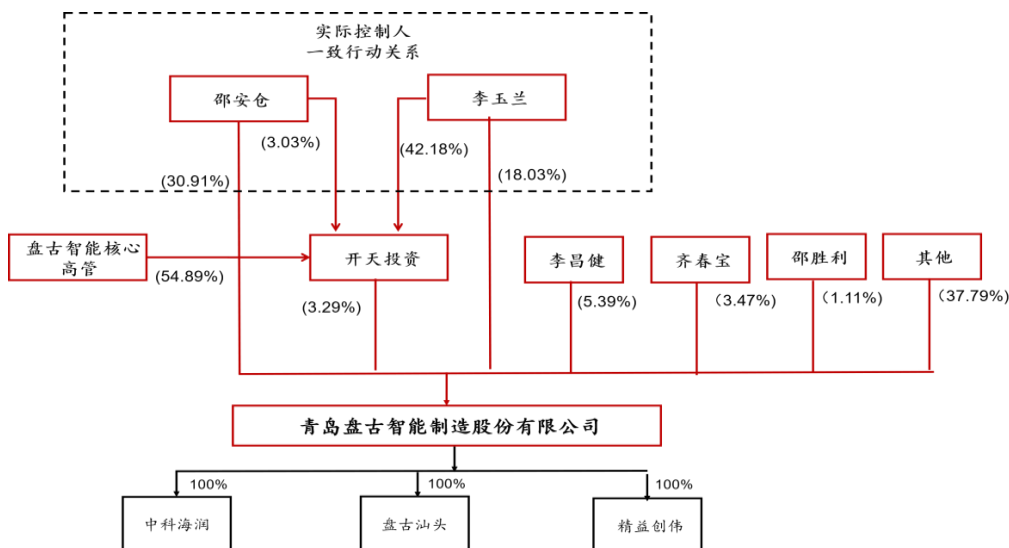 实际控制人
一致行动关系
邵安仓
李玉兰
(3.03%)
(42.18%)
(30.91%)
(18.03%)
盘古智能核心
高管
开天投资
李昌健
齐春宝
邵胜利
其他
(54.89%)
(3.29%)
(5.39%)
（3.47%)
（1.11%)
（37.79%)
青岛盘古智能制造股份有限公司
100%
100%
100%
中科海润
盘古汕头
精益创伟